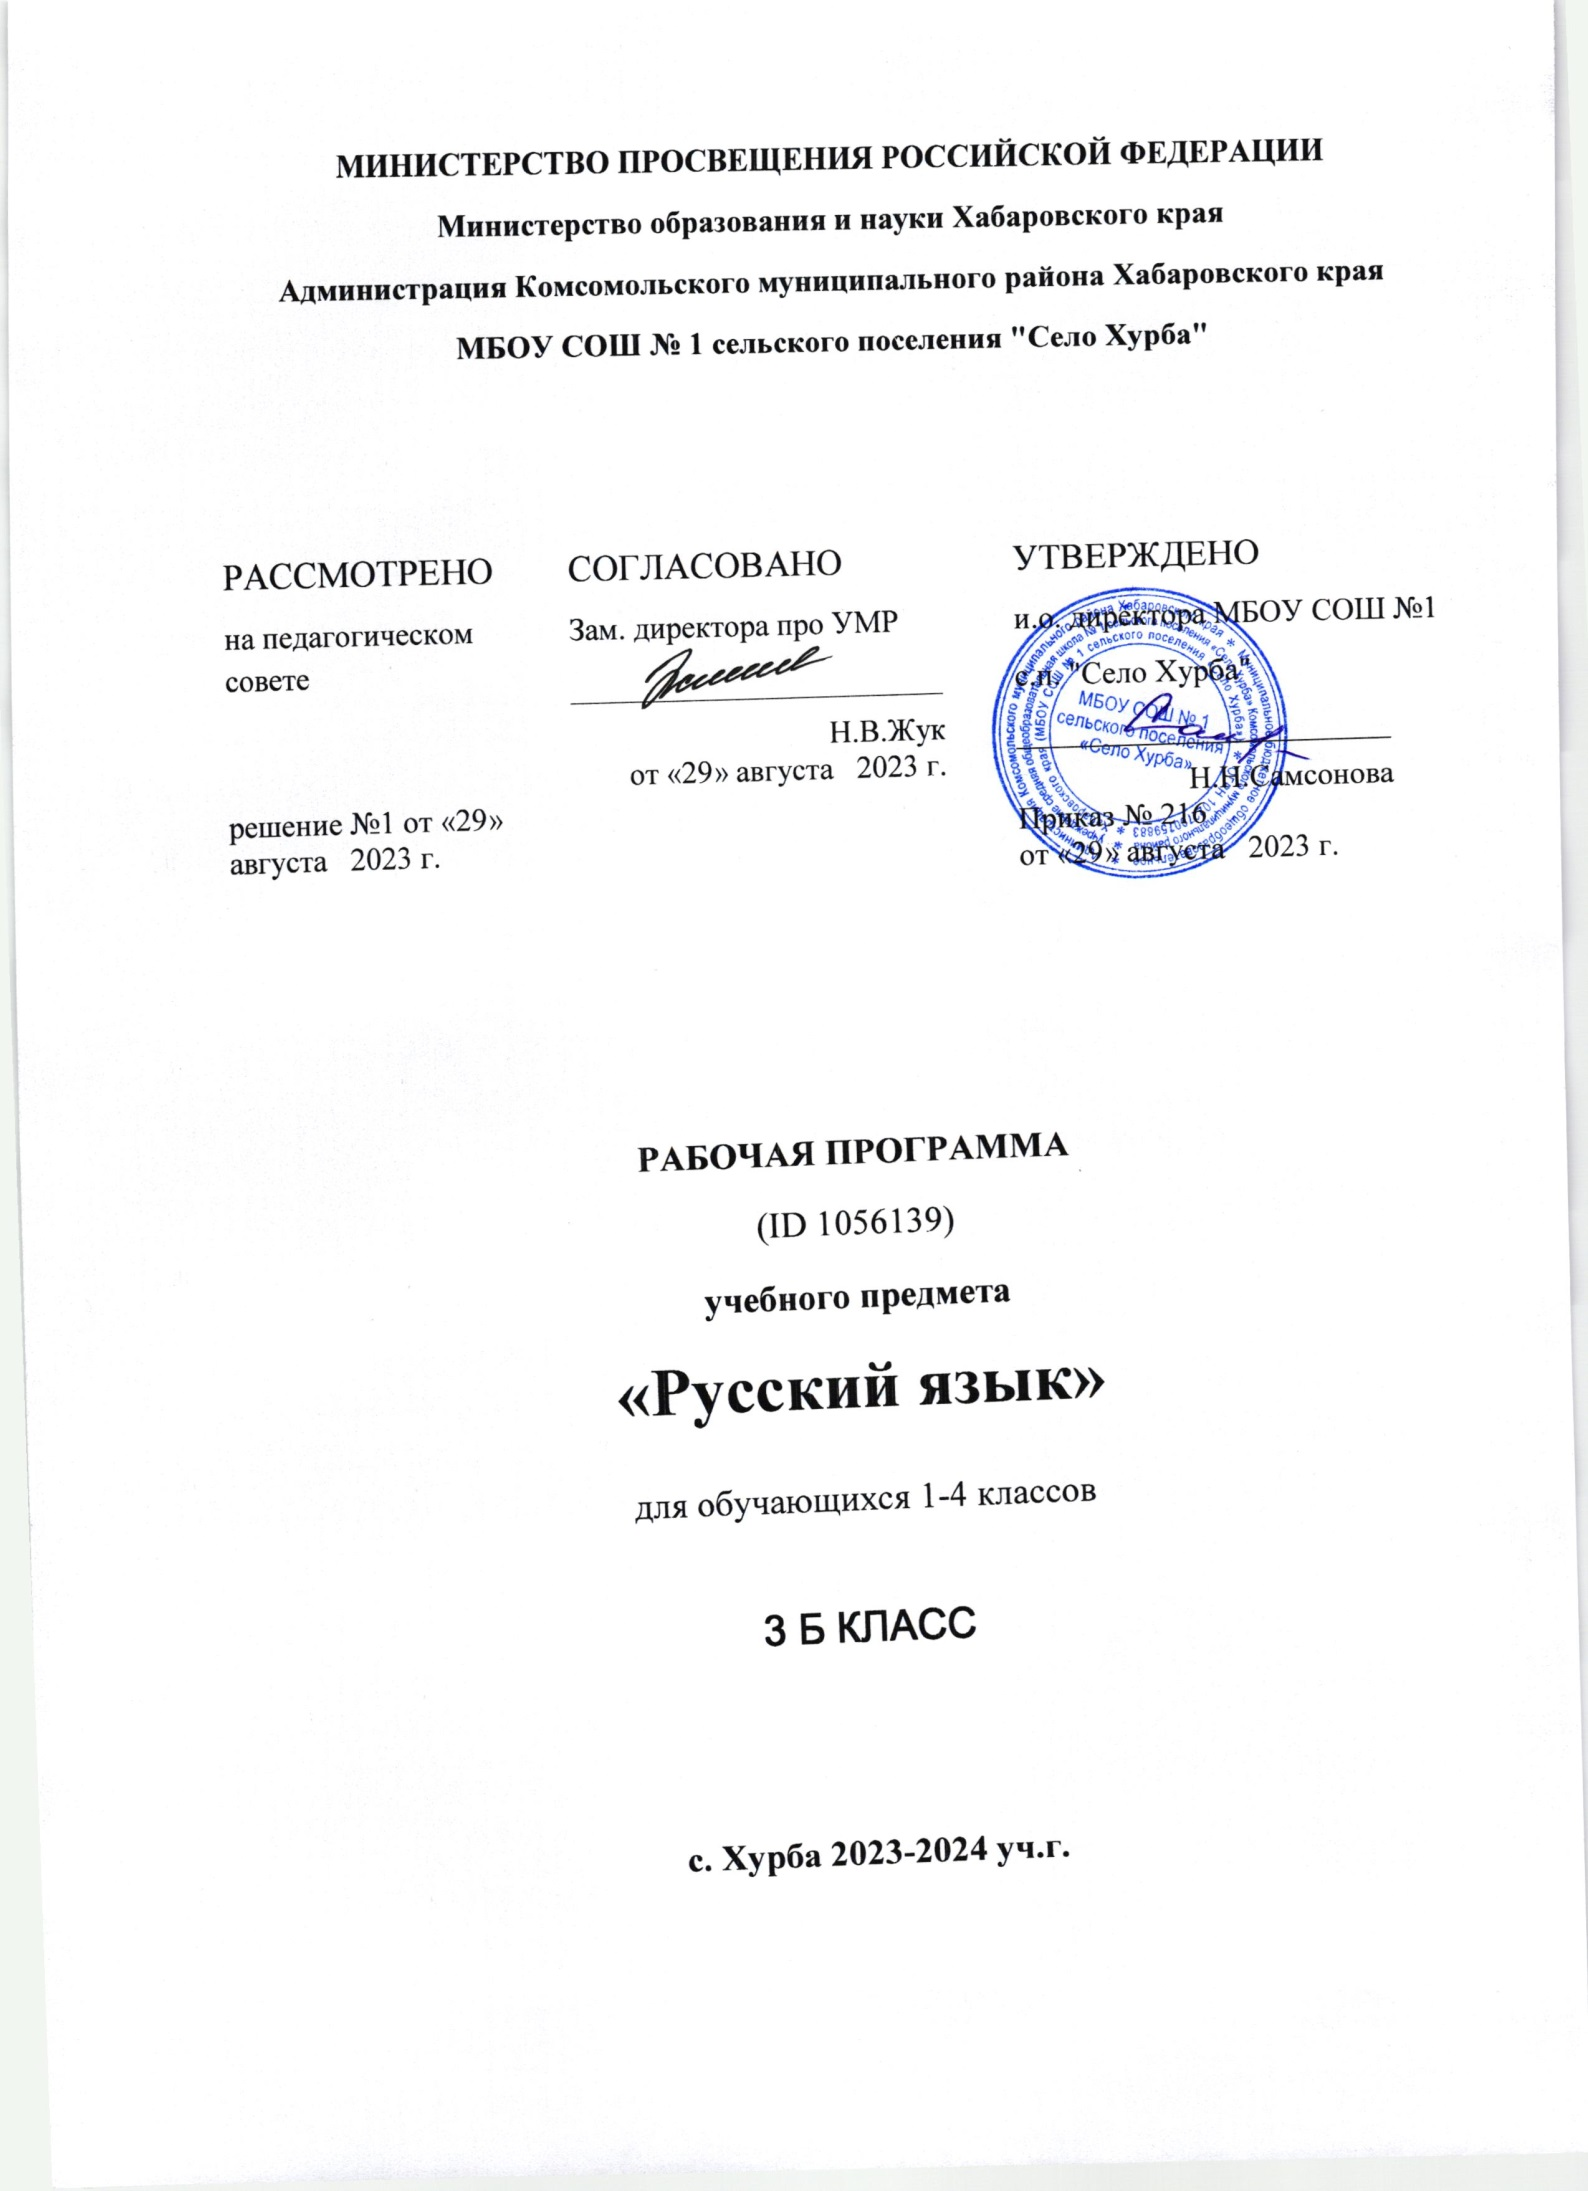 МИНИСТЕРСТВО ПРОСВЕЩЕНИЯ РОССИЙСКОЙ ФЕДЕРАЦИИ
Министерство образования и науки Хабаровского края
Администрация Комсомольского муниципального района Хабаровского края
МБОУ СОШ № 1 сельского поселения "Село Хурба"
РАССМОТРЕНО
на педагогическом
совете
решение №1 от «29»
августа 2023 г.
СОГЛАСОВАНО
Зам. директора про УМР
Н.В.Жук
от «29» августа 2023 г.
УТВЕРЖДЕНО
и.о. директора МБОУ СОШ №1
с.п. "Село Хурба"
Н.Н.Самсонова
Приказ № 216
от «29» августа 2023 г.
МБОУ СОШ № 1
сельского поселения
«Село Хурба»
РАБОЧАЯ ПРОГРАММА
(ID 1056139)
учебного предмета
«Русский язык»
для обучающихся 1-4 классов
3 Б КЛАСС
с. Хурба 2023-2024 уч.г.